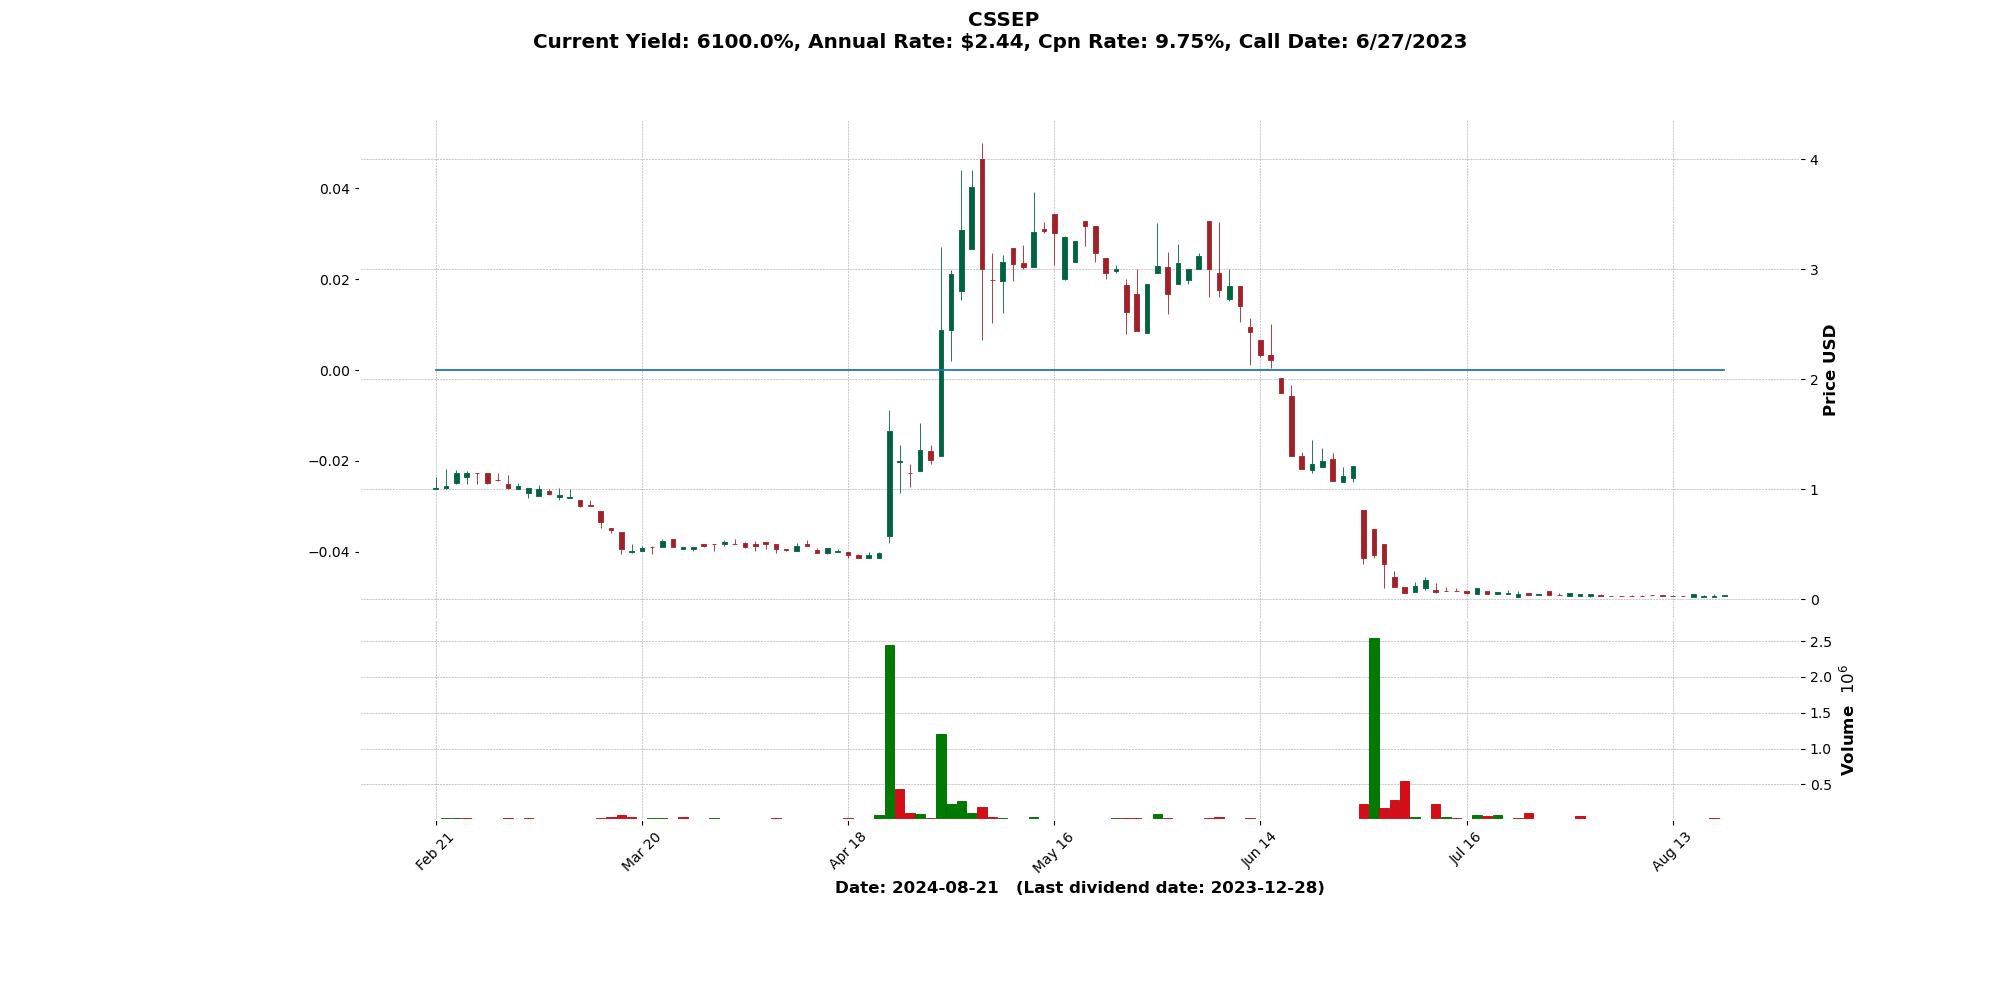 CSSEP
Current Yield: 6100.0%, Annual Rate: $2.44, Cpn Rate: 9.75%, Call Date: 6/27/2023
0.04
0.02
0.00
−0.02
−0.04
4
3
2
1
0
Price USD
2.5
2.0
1.5
1.0
0.5
Volume 10^6
Feb 21
Mar 20
Apr 18
May 16
Jun 14
Jul 16
Aug 13
Date: 2024-08-21 (Last dividend date: 2023-12-28)